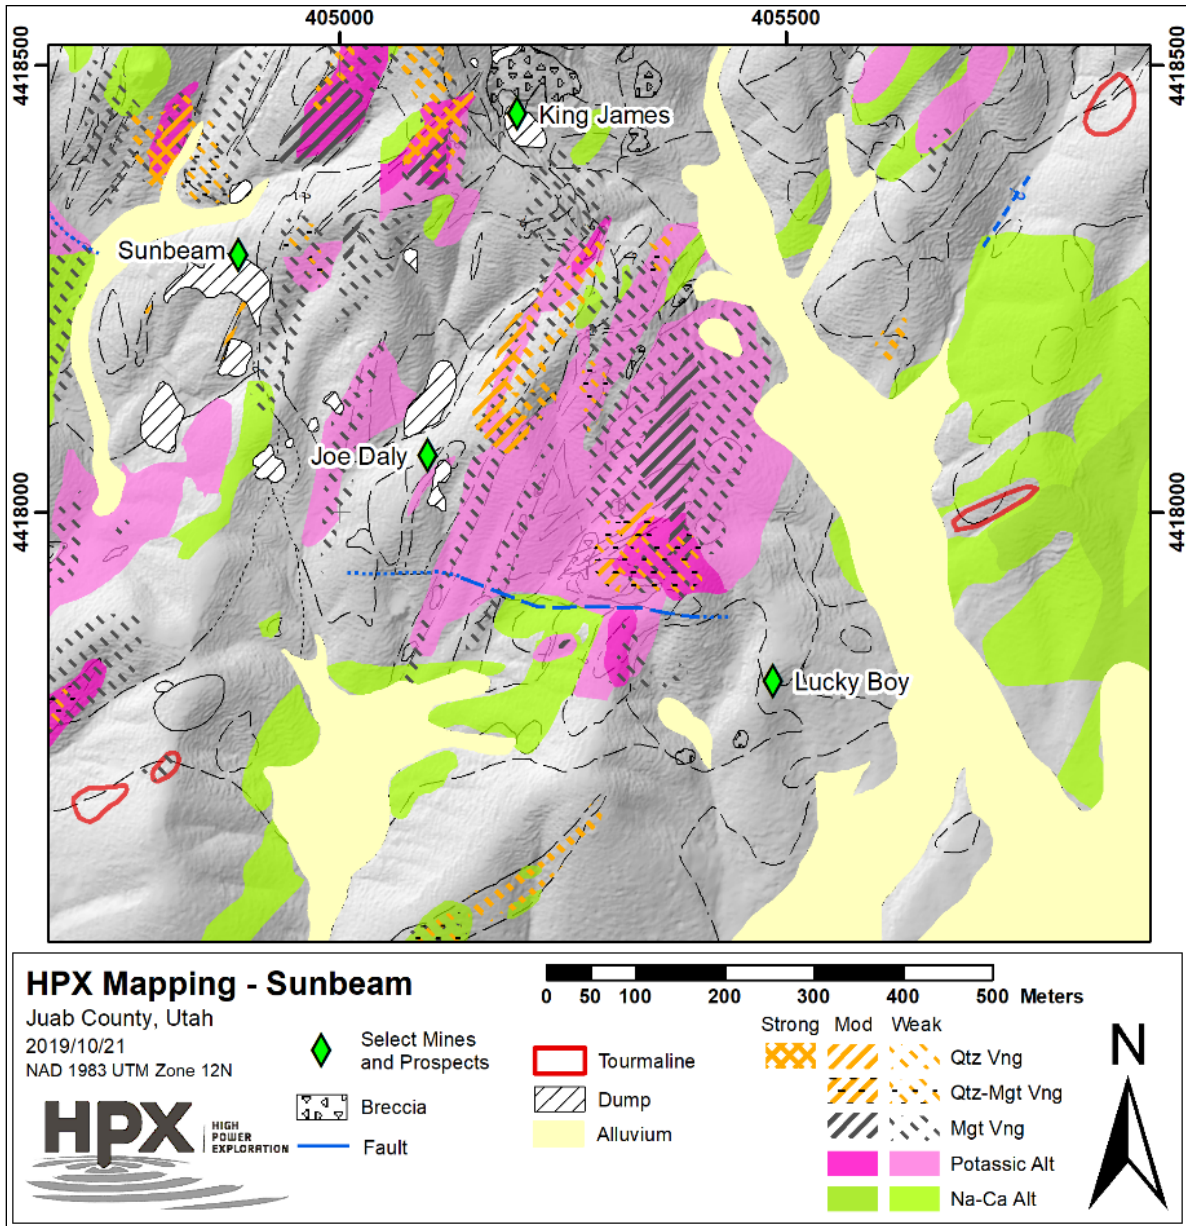 405000
405500
4418500
4418500
King James
Sunbeam
Joe Daly
4418000
4418000
Lucky Boy
HPX Mapping - Sunbeam
Juab County, Utah
2019/10/21
NAD 1983 UTM Zone 12N
HPX
HIGH
POWER
EXPLORATION
Select Mines
and Prospects
Breccia
Fault
0 50 100 200 300 400 500 Meters
Tourmaline
Dump
Alluvium
Strong Mod Weak
Qtz Vng
Qtz-Mgt Vng
Mgt Vng
Potassic Alt
Na-Ca Alt
N